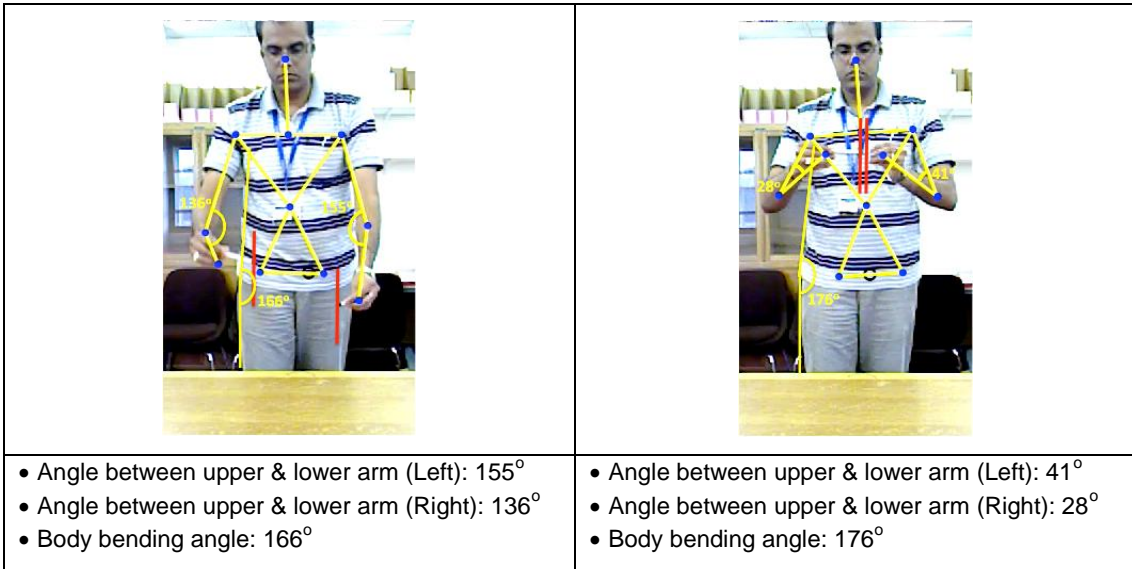 136° 155°
166°
28° 41°
176°
• Angle between upper & lower arm (Left): 155°
• Angle between upper & lower arm (Right): 136°
• Body bending angle: 166°
• Angle between upper & lower arm (Left): 41°
• Angle between upper & lower arm (Right): 28°
• Body bending angle: 176°